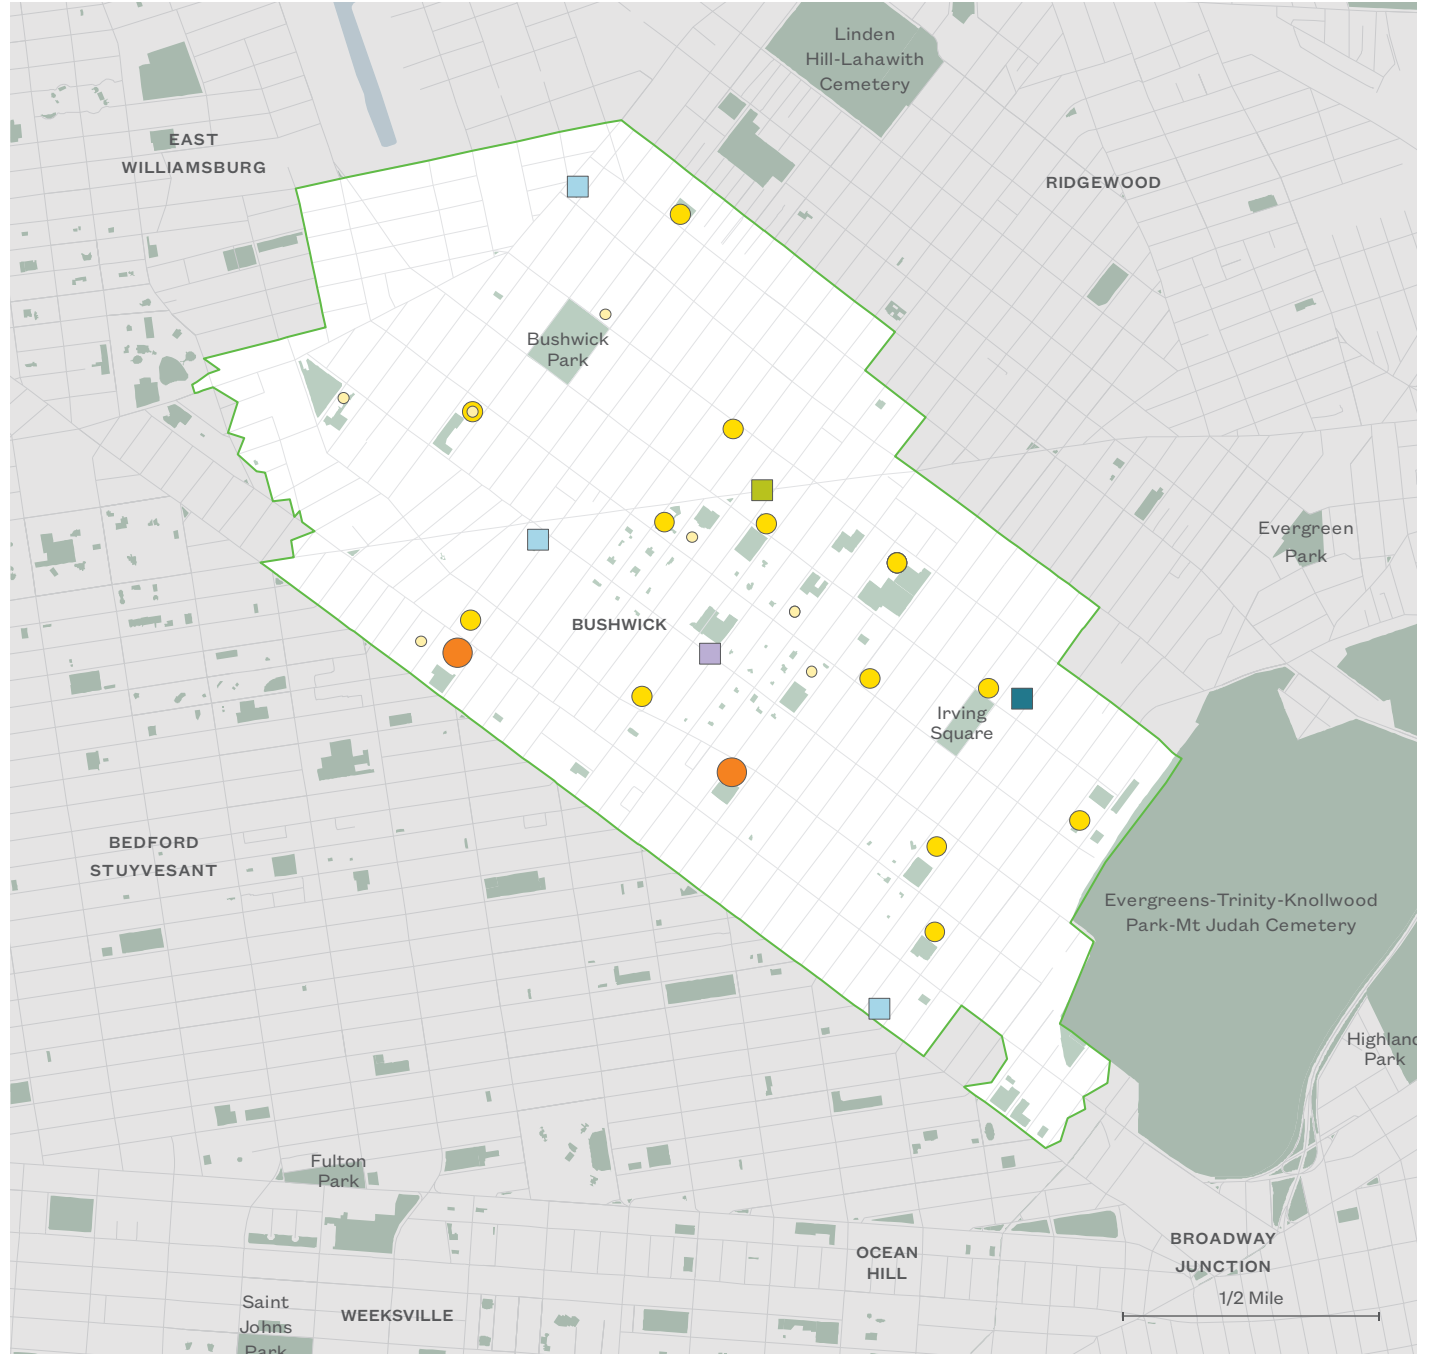 Linden
Hill-Lahawith
Cemetery
EAST
WILLIAMSBURG
RIDGEWOOD
Bushwick
Park
Evergreen
Park
BUSHWICK
Irving
Square
BEDFORD
STUYVESANT
Evergreens-Trinity-Knollwood
Park-Mt Judah Cemetery
Highland
Park
Fulton
Park
BROADWAY
JUNCTION
OCEAN
HILL
1/2 Mile
Saint
Johns
Park
WEEKSVILLE